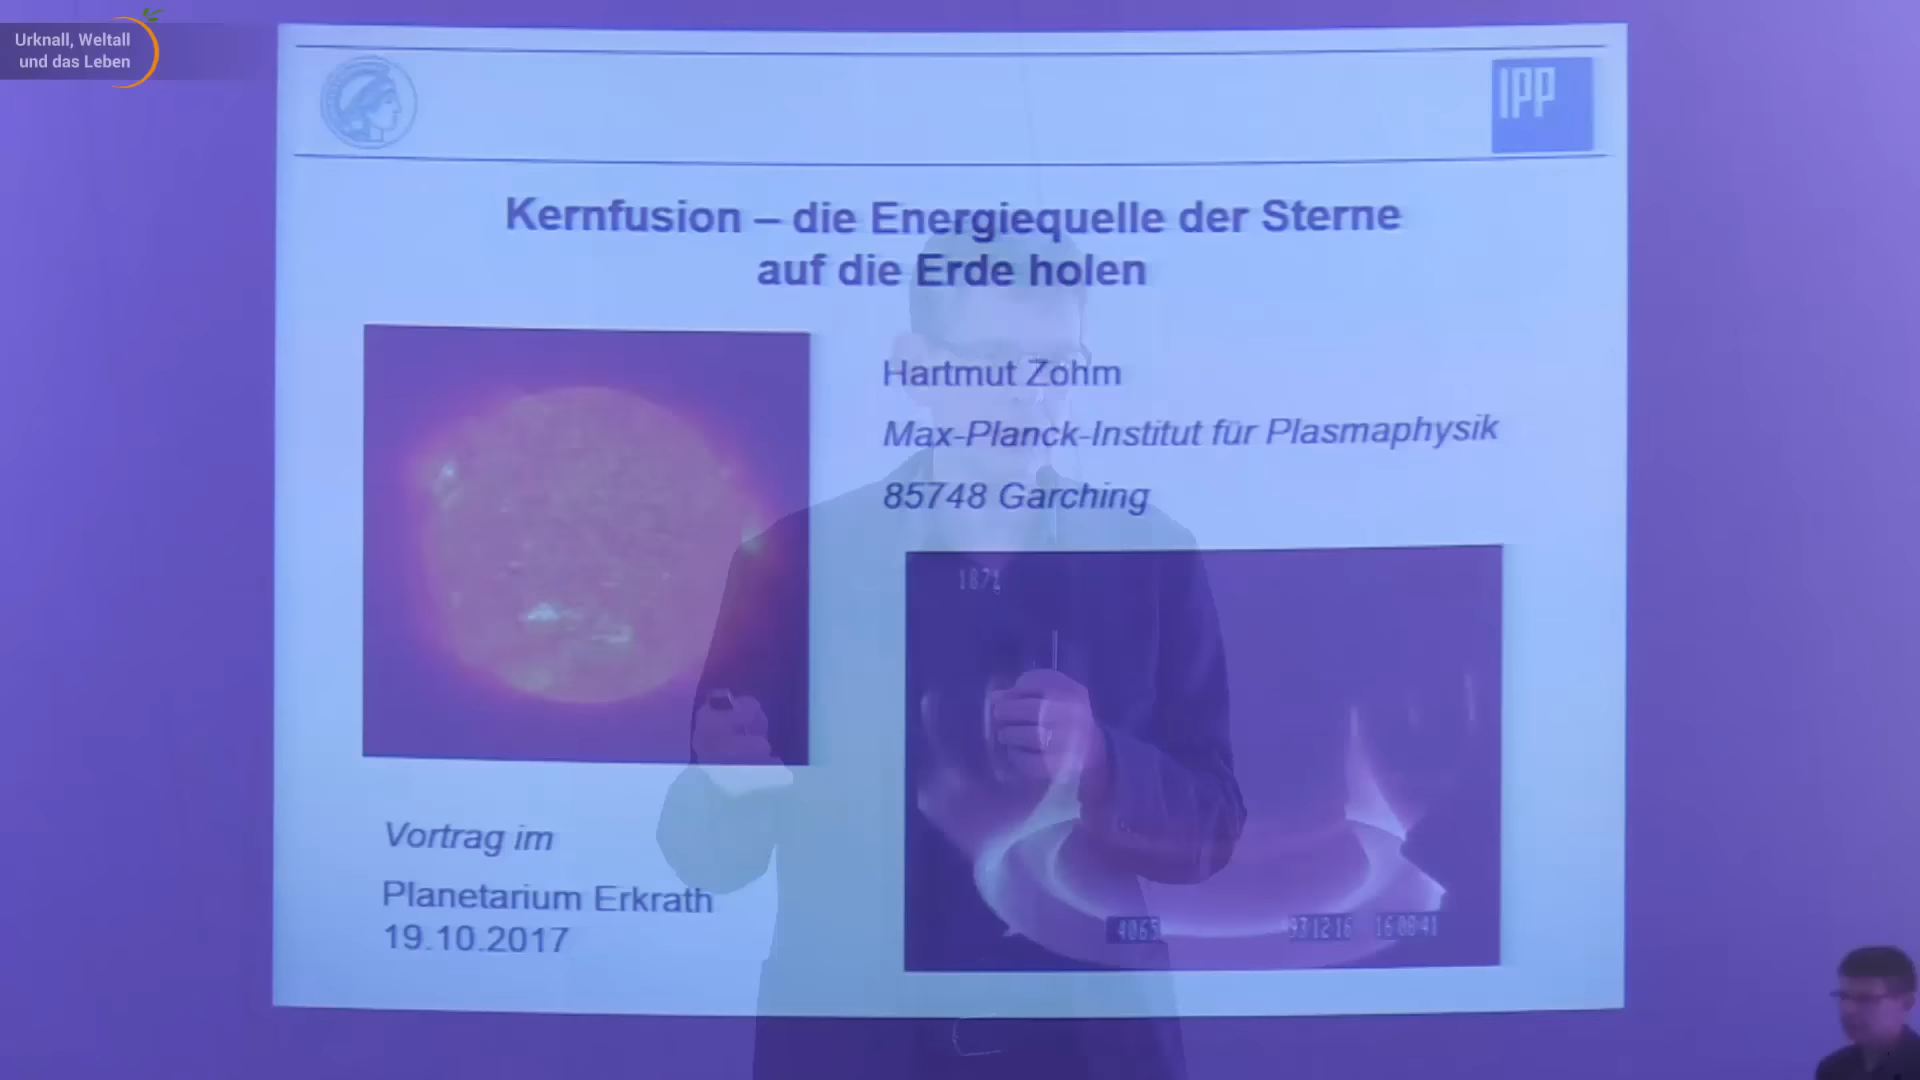 Urknall, Weltall
und das Leben
IPP
Kernfusion – die Energiequelle der Sterne
auf die Erde holen
Hartmut Zohm
Max-Planck-Institut für Plasmaphysik
85748 Garching
1871
4065
93 12 16
16 08 41
Vortrag im
Planetarium Erkrath
19.10.2017